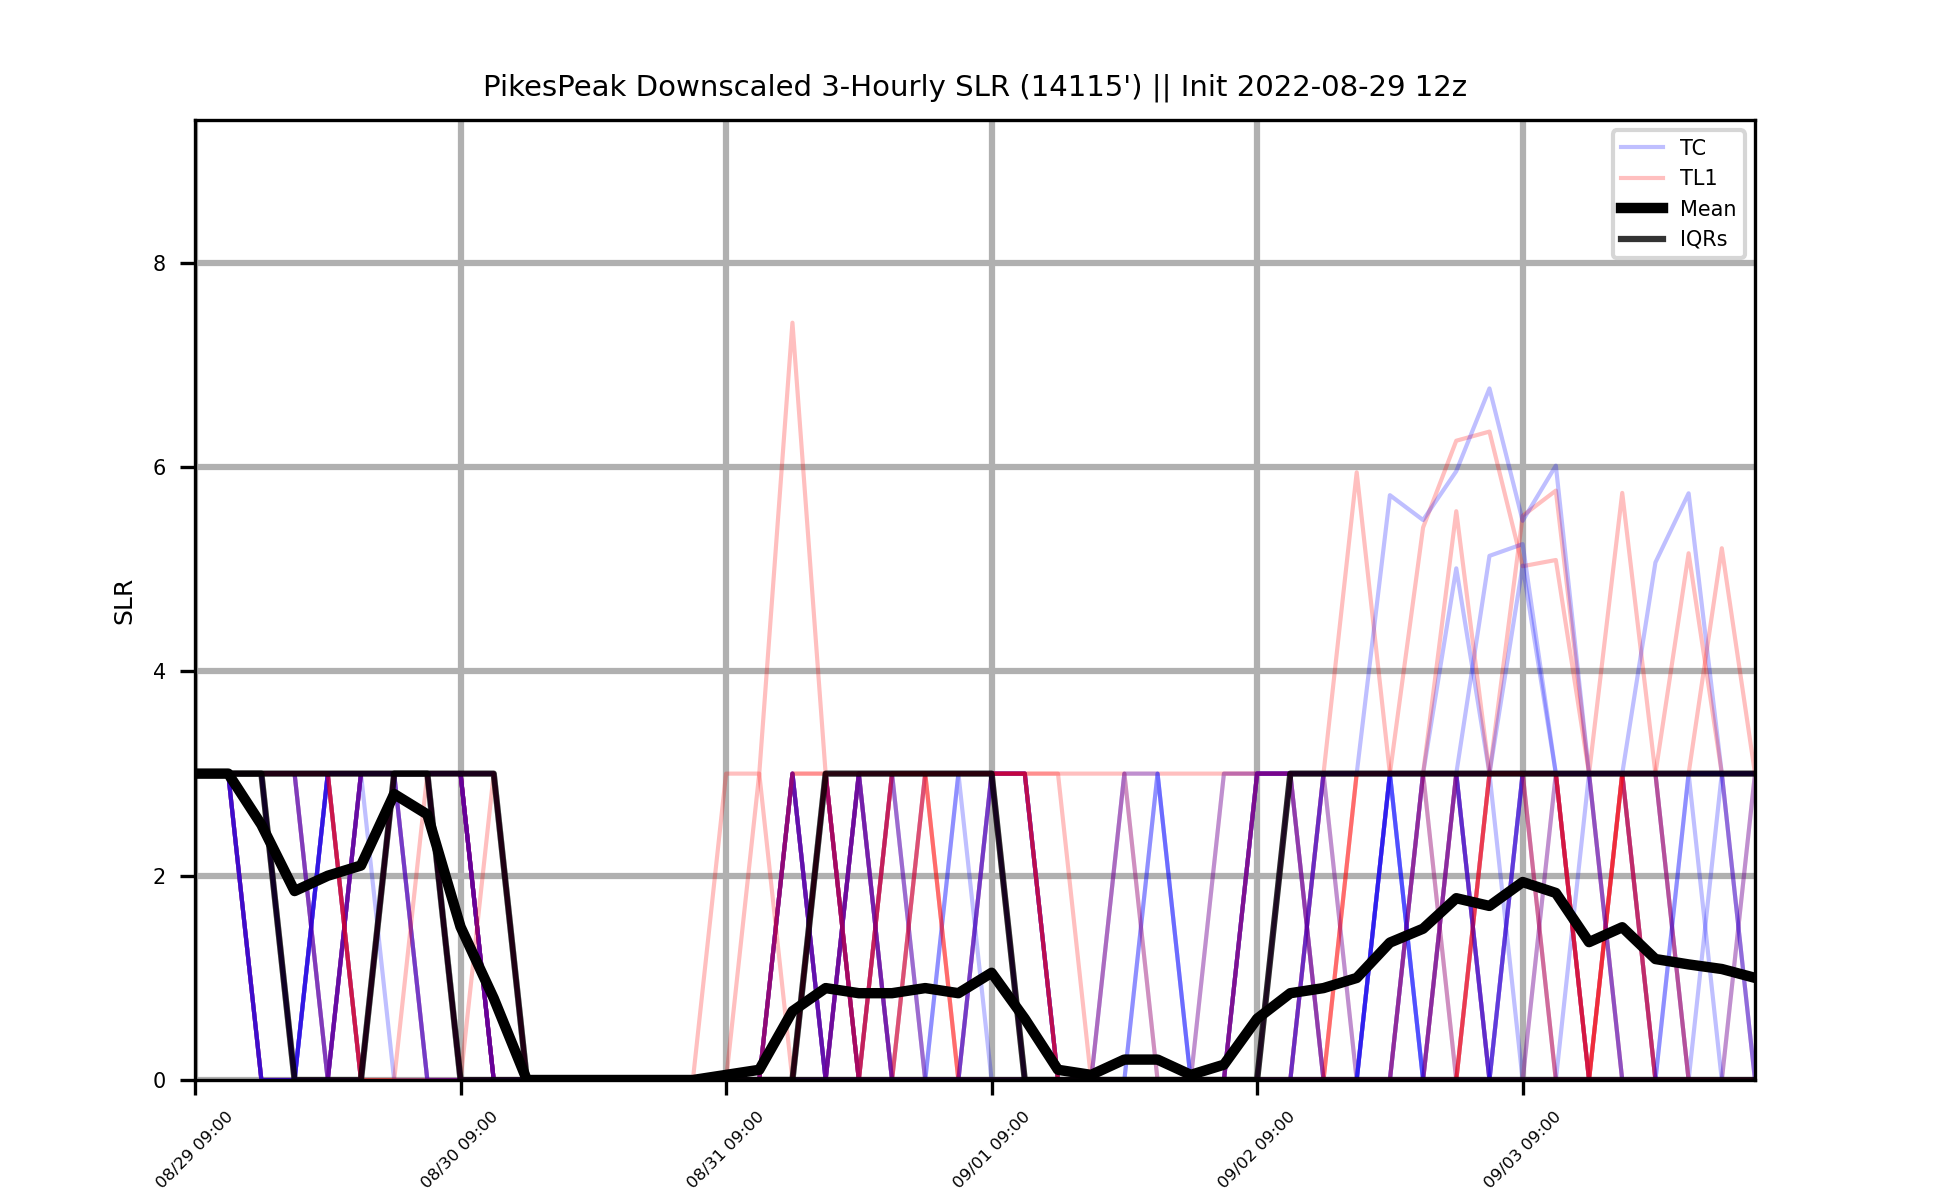 PikesPeak Downscaled 3-Hourly SLR (14115') || Init 2022-08-29 12z
TC
TL1
Mean
IQRs
SLR
8
6
4
2
0
08/29 09:00
08/30 09:00
08/31 09:00
09/01 09:00
09/02 09:00
09/03 09:00